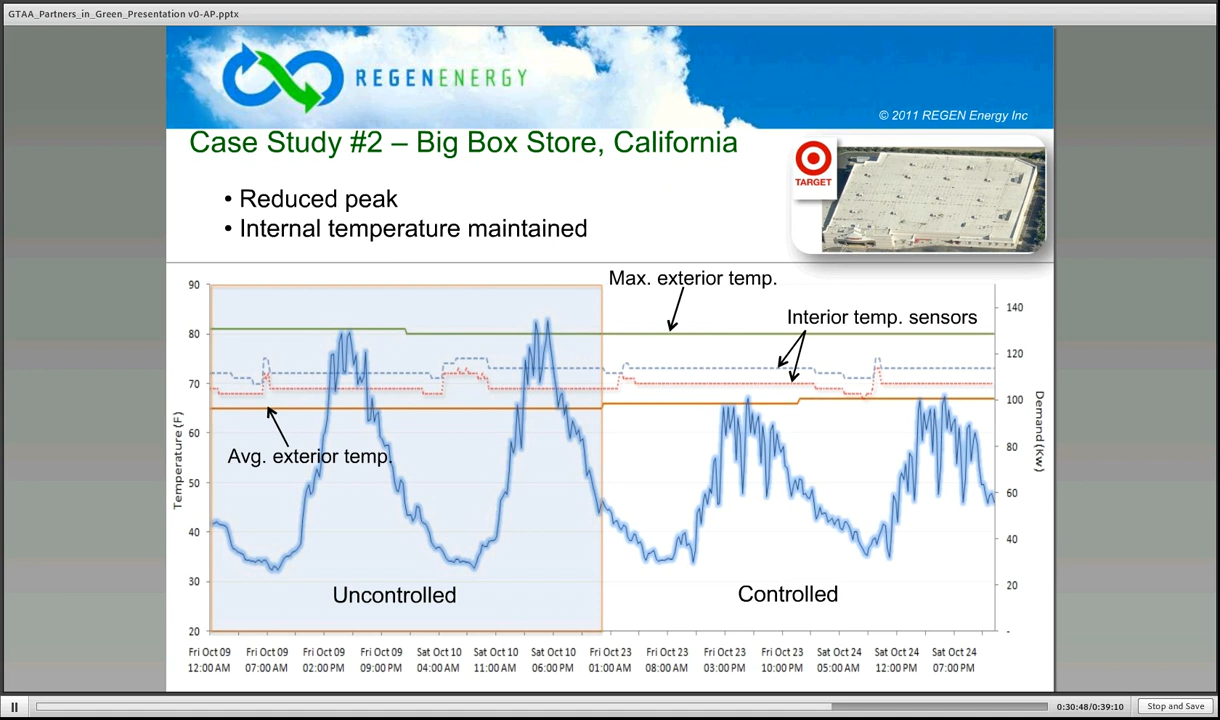 GTAA_Partners_in_Green_Presentation v0-AP.pptx
REGENENERGY
© 2011 REGEN Energy Inc
Case Study #2 – Big Box Store, California
TARGET
• Reduced peak
• Internal temperature maintained
Max. exterior temp.
Interior temp. sensors
Avg. exterior temp.
Uncontrolled
Controlled
Temperature (F)
90
80
70
60
50
40
30
20
Demand (Kw)
140
120
100
80
60
40
20
-
Fri Oct 09 12:00 AM
Fri Oct 09 07:00 AM
Fri Oct 09 02:00 PM
Fri Oct 09 09:00 PM
Sat Oct 10 04:00 AM
Sat Oct 10 11:00 AM
Sat Oct 10 06:00 PM
Fri Oct 23 01:00 AM
Fri Oct 23 08:00 AM
Fri Oct 23 03:00 PM
Fri Oct 23 10:00 PM
Sat Oct 24 05:00 AM
Sat Oct 24 12:00 PM
Sat Oct 24 07:00 PM
0:30:48/0:39:10
Stop and Save